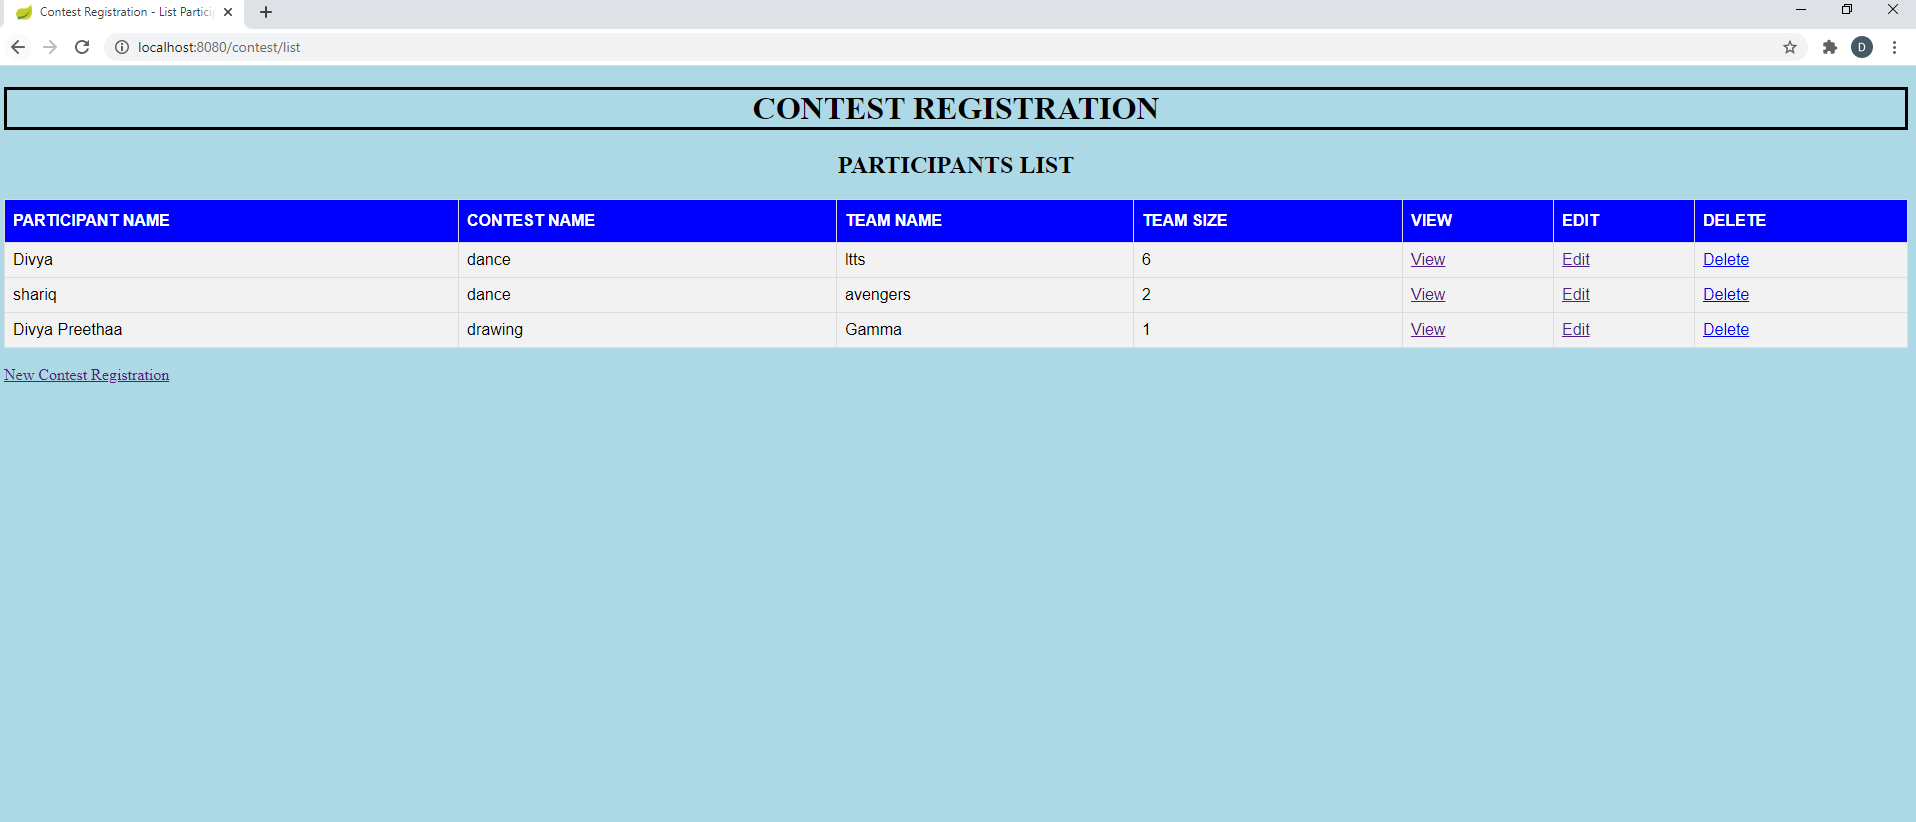 Contest Registration - List Partici
localhost:8080/contest/list
D
CONTEST REGISTRATION
PARTICIPANTS LIST
PARTICIPANT NAME CONTEST NAME TEAM NAME TEAM SIZE VIEW EDIT DELETE
Divya dance ltts 6 View Edit Delete
shariq dance avengers 2 View Edit Delete
Divya Preethaa drawing Gamma 1 View Edit Delete
New Contest Registration